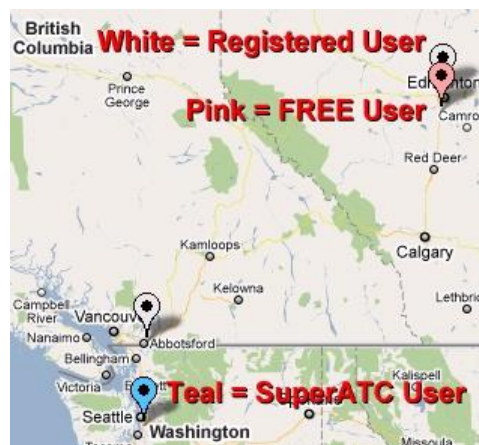 British
Columbia
White = Registered User
Prince
George
Pink = FREE User
Camro
Red Deer
Calgary
Kamloops
Kelowna
Lethbri
Campbell
River
Vancouv
Nanaimo
Abbotsford
Bellingham
Victoria
Kalispell
Teal = SuperATC User
Seattle
Washington
Missoula